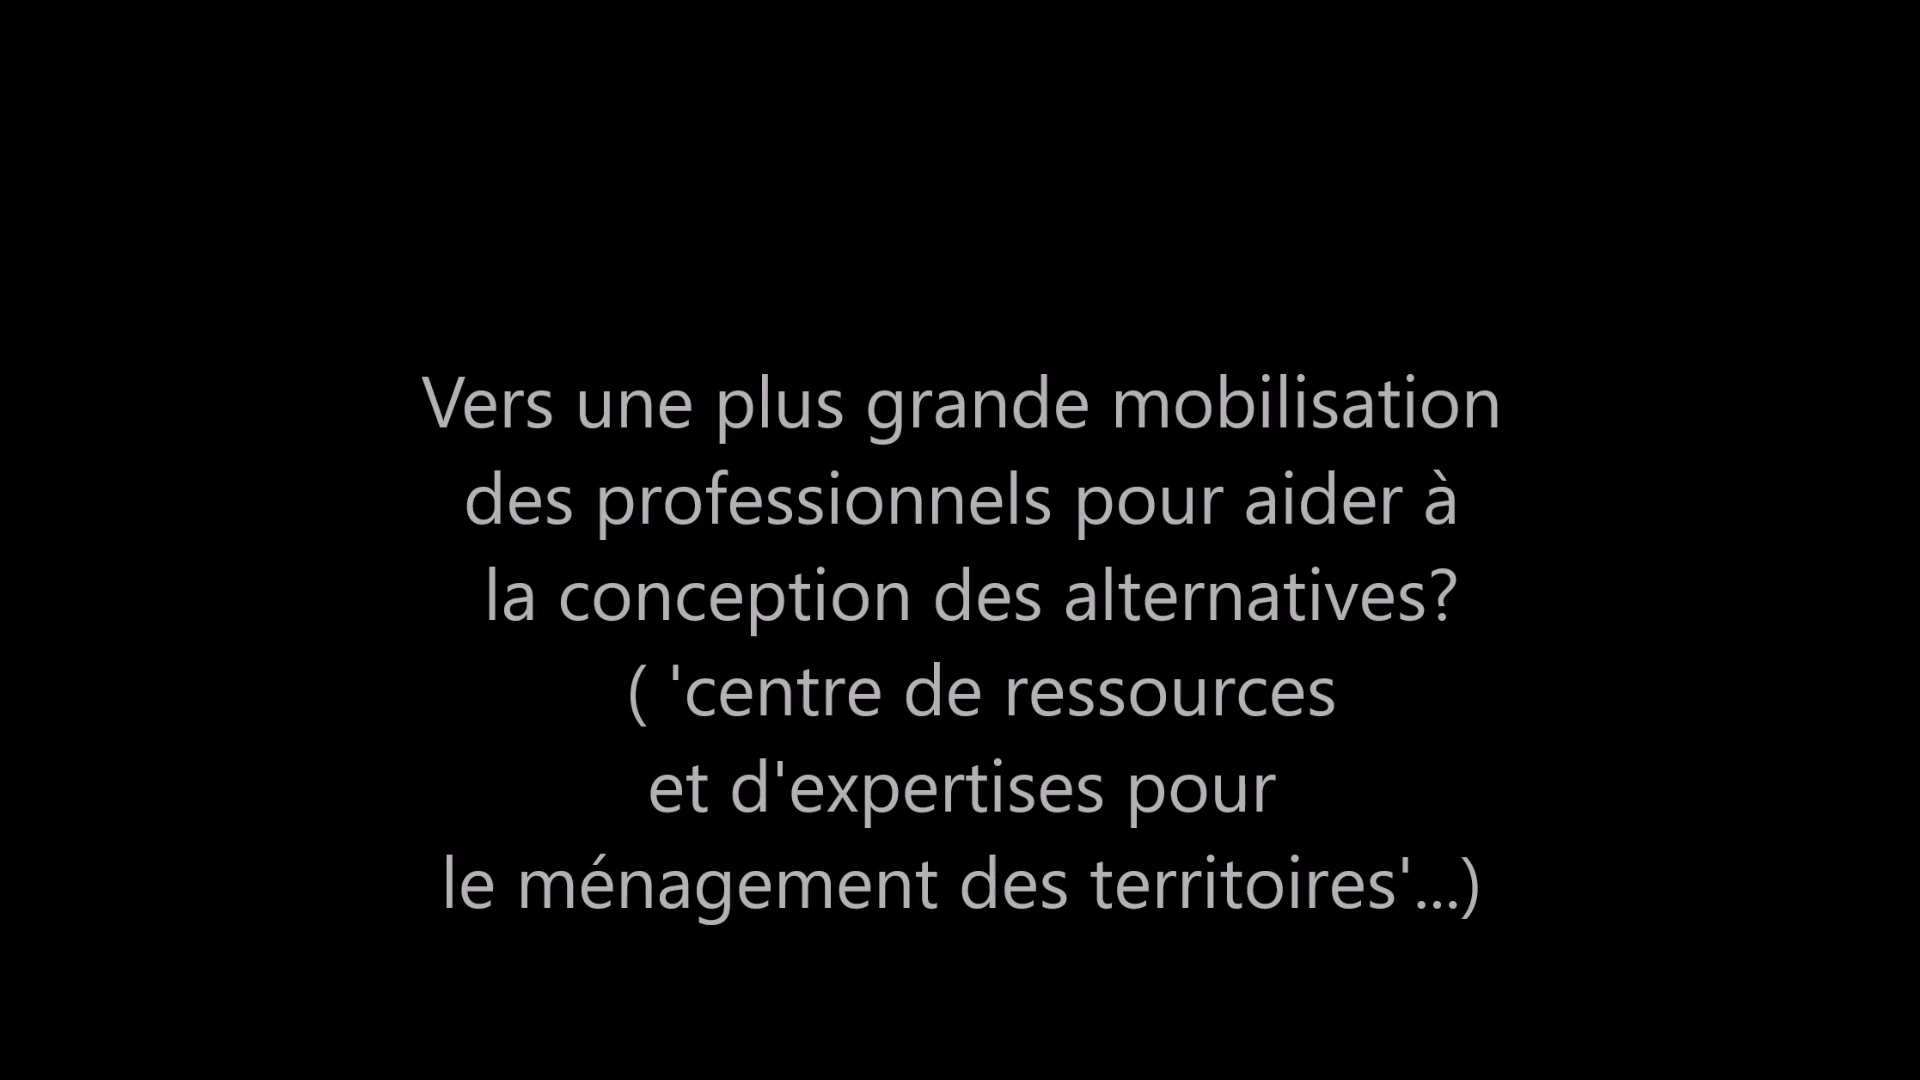 Vers une plus grande mobilisation
des professionnels pour aider à
la conception des alternatives?
( 'centre de ressources
et d'expertises pour
le ménagement des territoires'...)